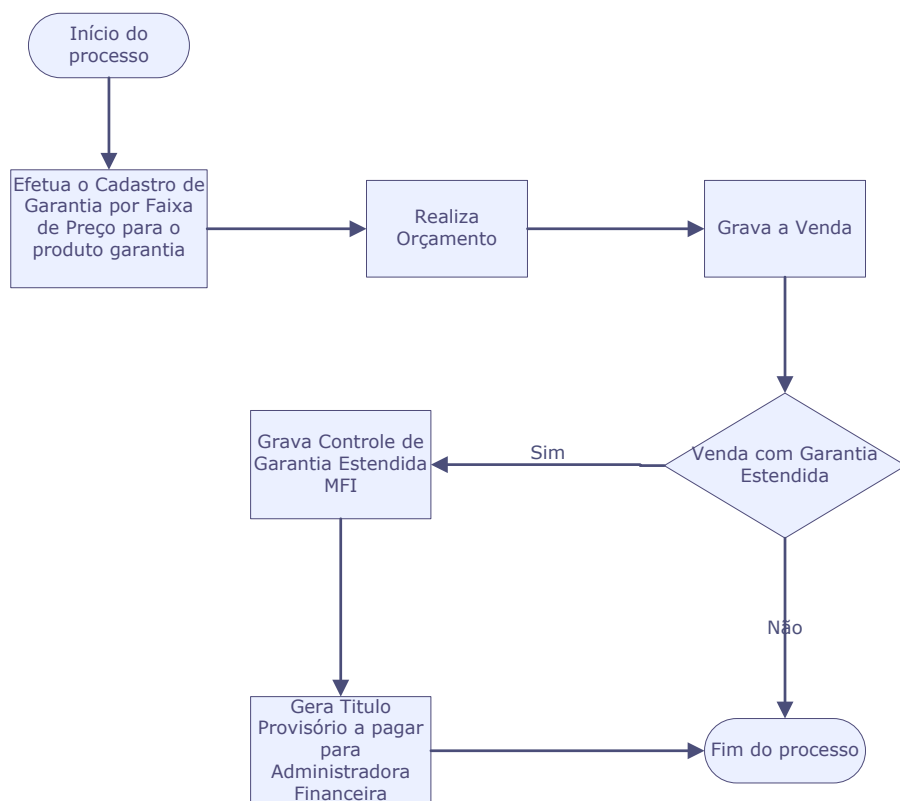 Início do
processo
Efetua o Cadastro de
Garantia por Faixa
de Preço para o
produto garantia
Realiza
Orçamento
Grava a Venda
Venda com Garantia
Estendida
Sim
Grava Controle de
Garantia Estendida
MFI
Não
Gera Titulo
Provisório a pagar
para
Administradora
Financeira
Fim do processo